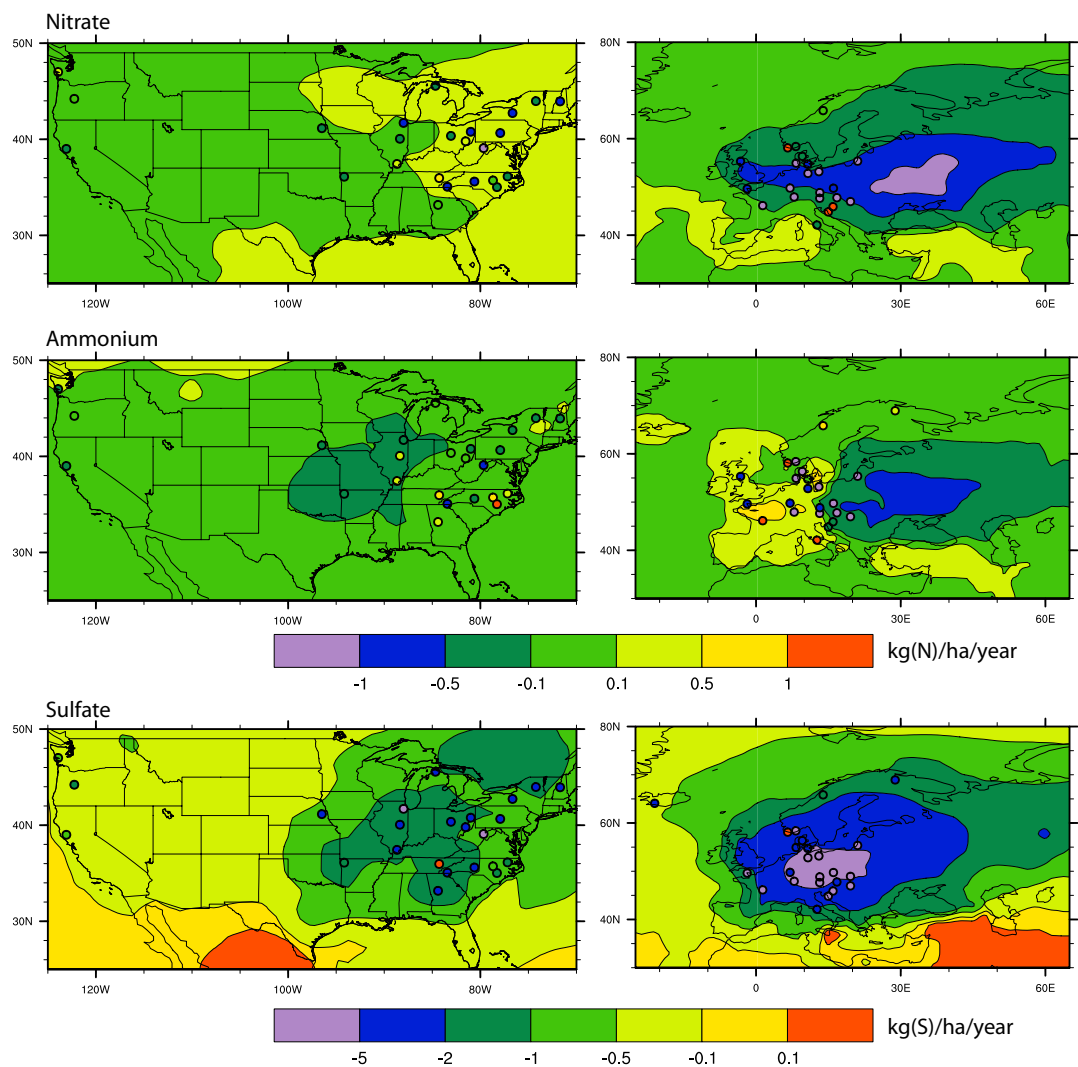 Nitrate
50N
40N
30N
120W
100W
80W
80N
60N
40N
0
30E
60E
Ammonium
50N
40N
30N
120W
100W
80W
80N
60N
40N
0
30E
60E
-1
-0.5
-0.1
0.1
0.5
1
kg(N)/ha/year
Sulfate
50N
40N
30N
120W
100W
80W
80N
60N
40N
0
30E
60E
-5
-2
-1
-0.5
-0.1
0.1
kg(S)/ha/year